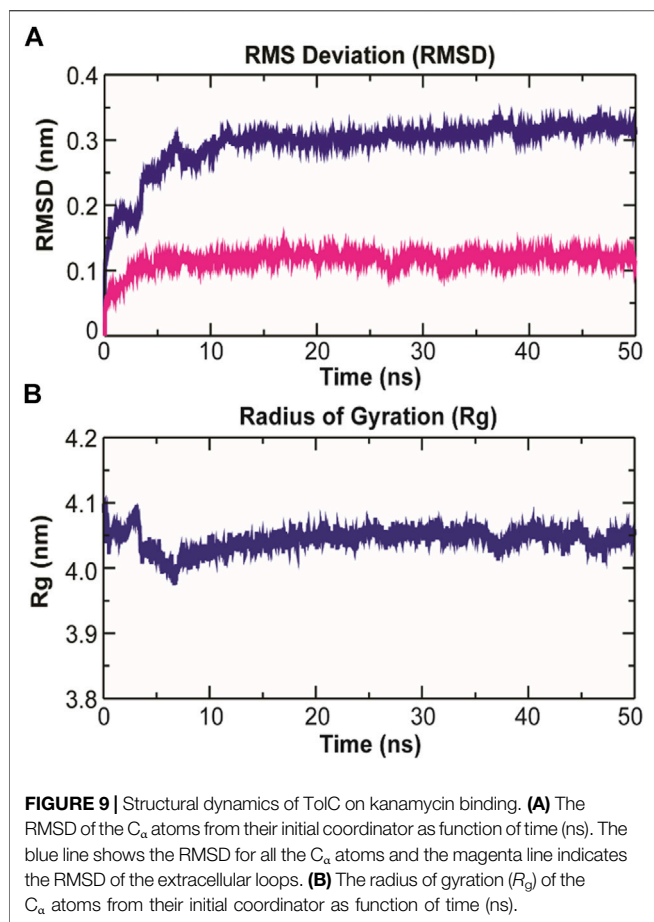 A
RMS Deviation (RMSD)
0.4
0.3
0.2
0.1
0
RMSD (nm)
0 10 20 30 40 50
Time (ns)
B
Radius of Gyration (Rg)
4.2
4.1
4.0
3.9
3.8
Rg (nm)
0 10 20 30 40 50
Time (ns)
FIGURE 9 | Structural dynamics of TolC on kanamycin binding. (A) The
RMSD of the Cα atoms from their initial coordinator as function of time (ns). The
blue line shows the RMSD for all the Cα atoms and the magenta line indicates
the RMSD of the extracellular loops. (B) The radius of gyration (Rg) of the
Cα atoms from their initial coordinator as function of time (ns).